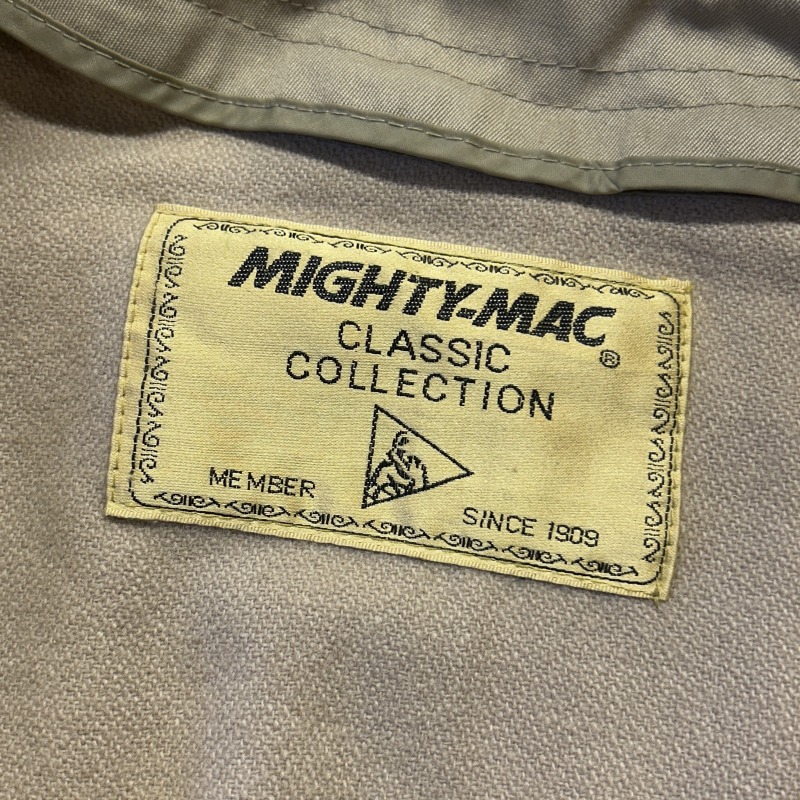 MIGHTY-MAC®
CLASSIC
COLLECTION
MEMBER
SINCE 1909